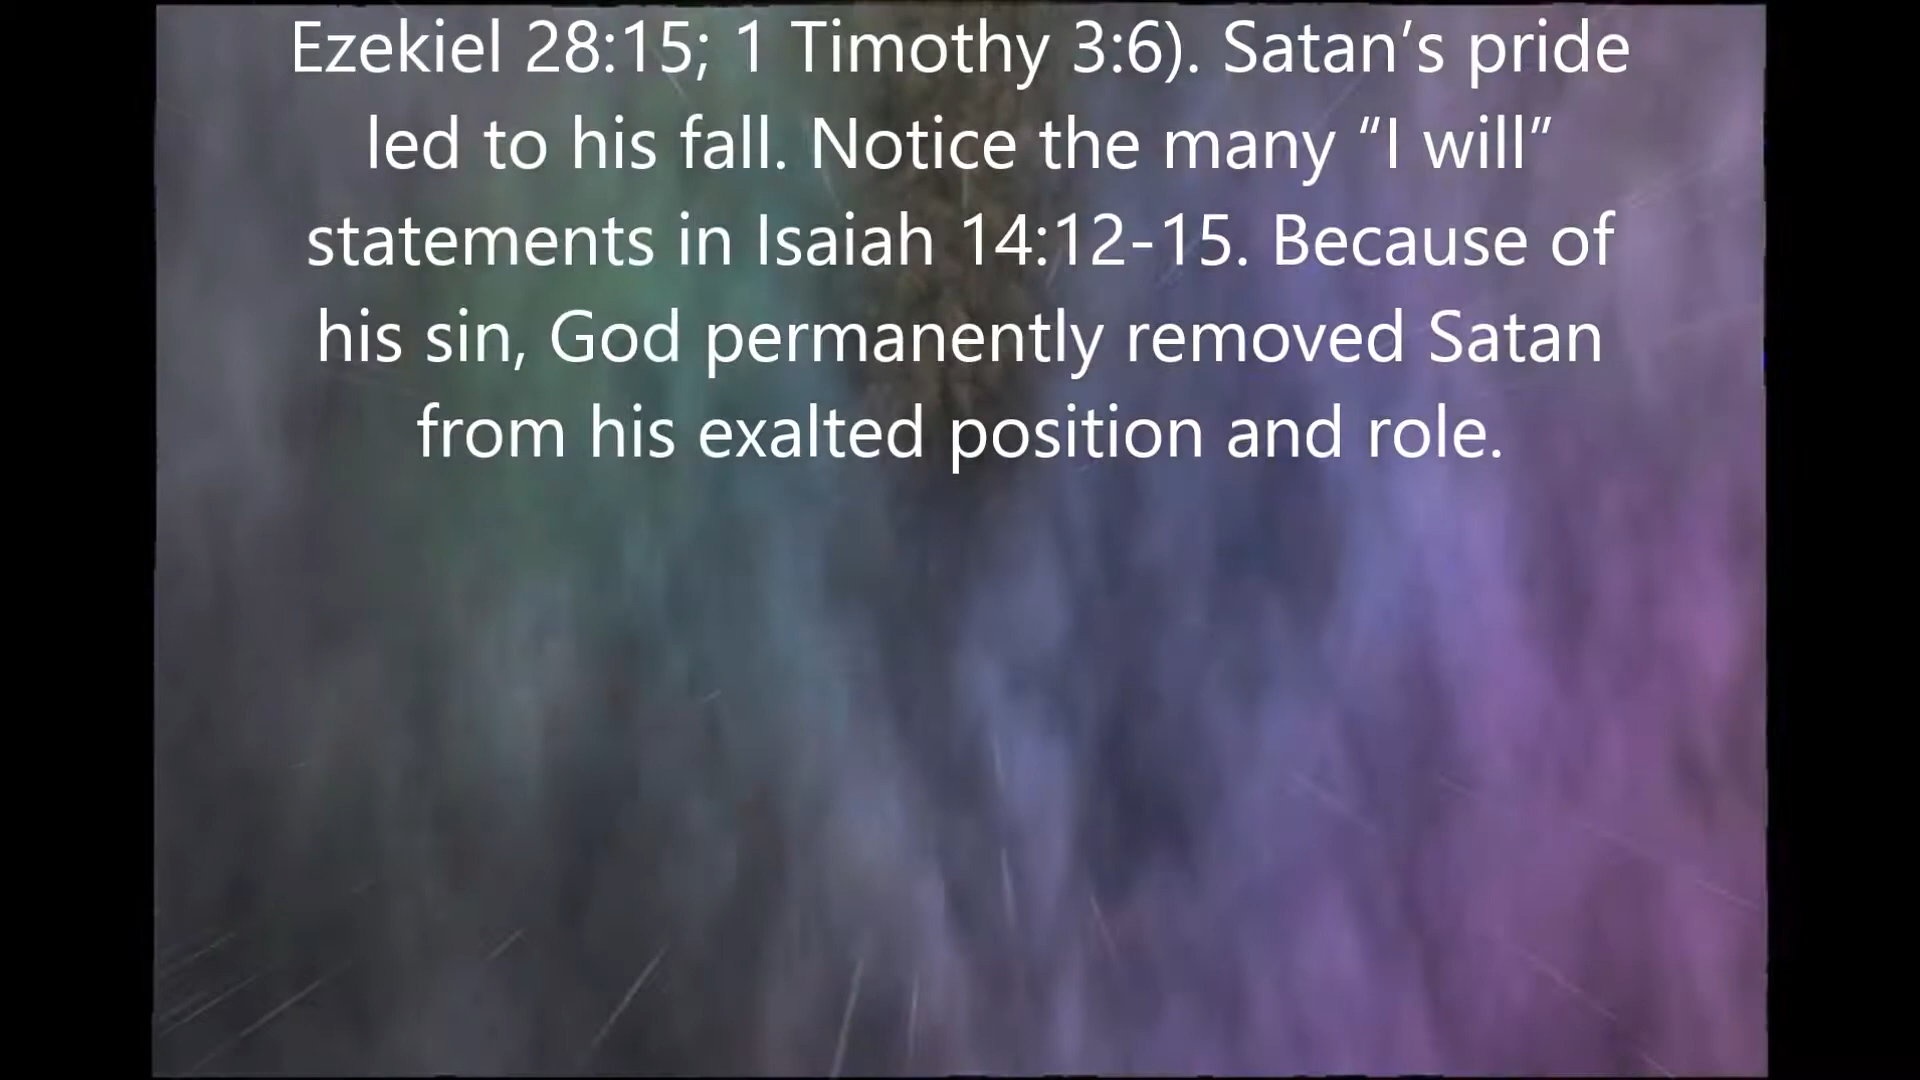 Ezekiel 28:15; 1 Timothy 3:6). Satan’s pride
led to his fall. Notice the many “I will”
statements in Isaiah 14:12-15. Because of
his sin, God permanently removed Satan
from his exalted position and role.